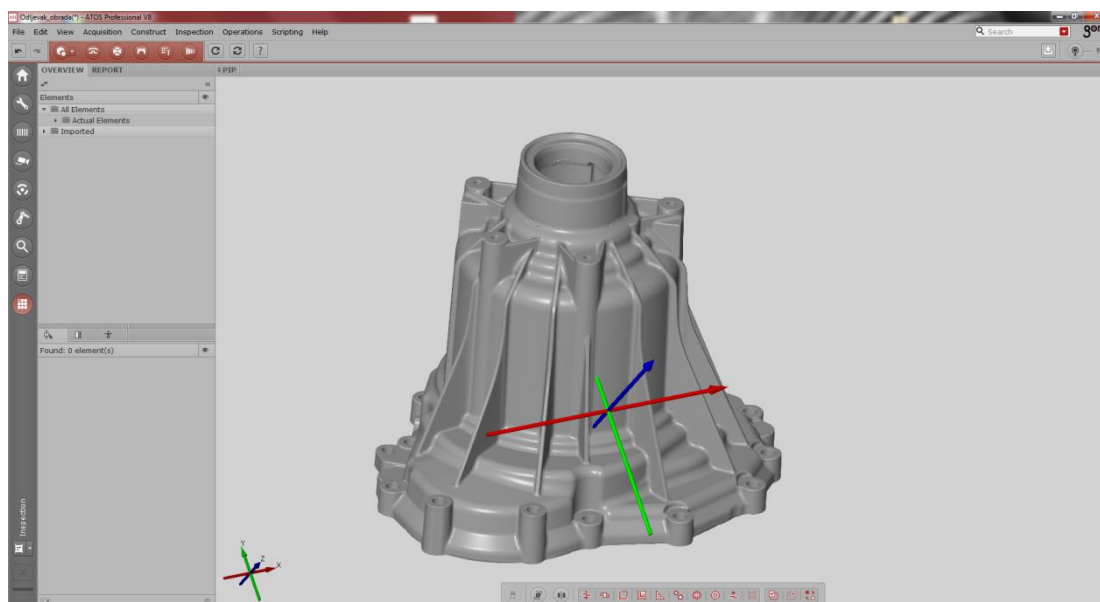 Odljevak_obrada(*) - ATOS Professional V8
File Edit View Acquisition Construct Inspection Operations Scripting Help
Search
OVERVIEW REPORT
PIP
Elements
All Elements
Actual Elements
Imported
Found: 0 element(s)
Inspection
Y
Z
X